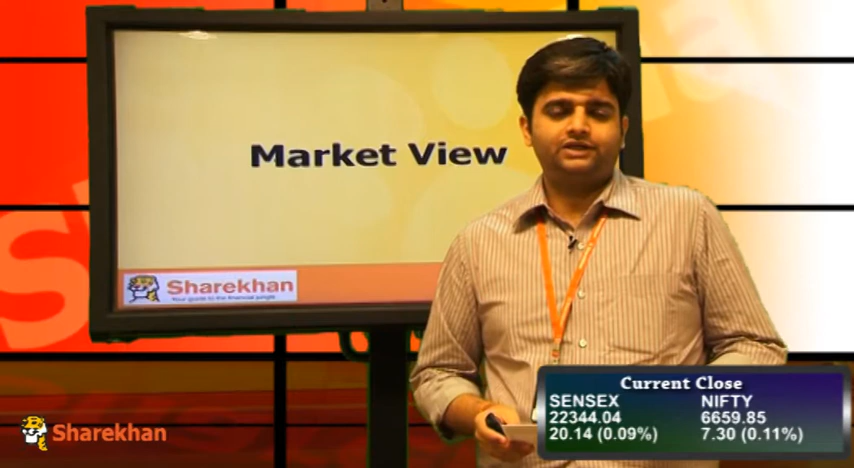 Market View
Sharekhan
Your guide to the financial jungle
Current Close
SENSEX NIFTY
22344.04 6659.85
20.14 (0.09%) 7.30 (0.11%)
Sharekhan